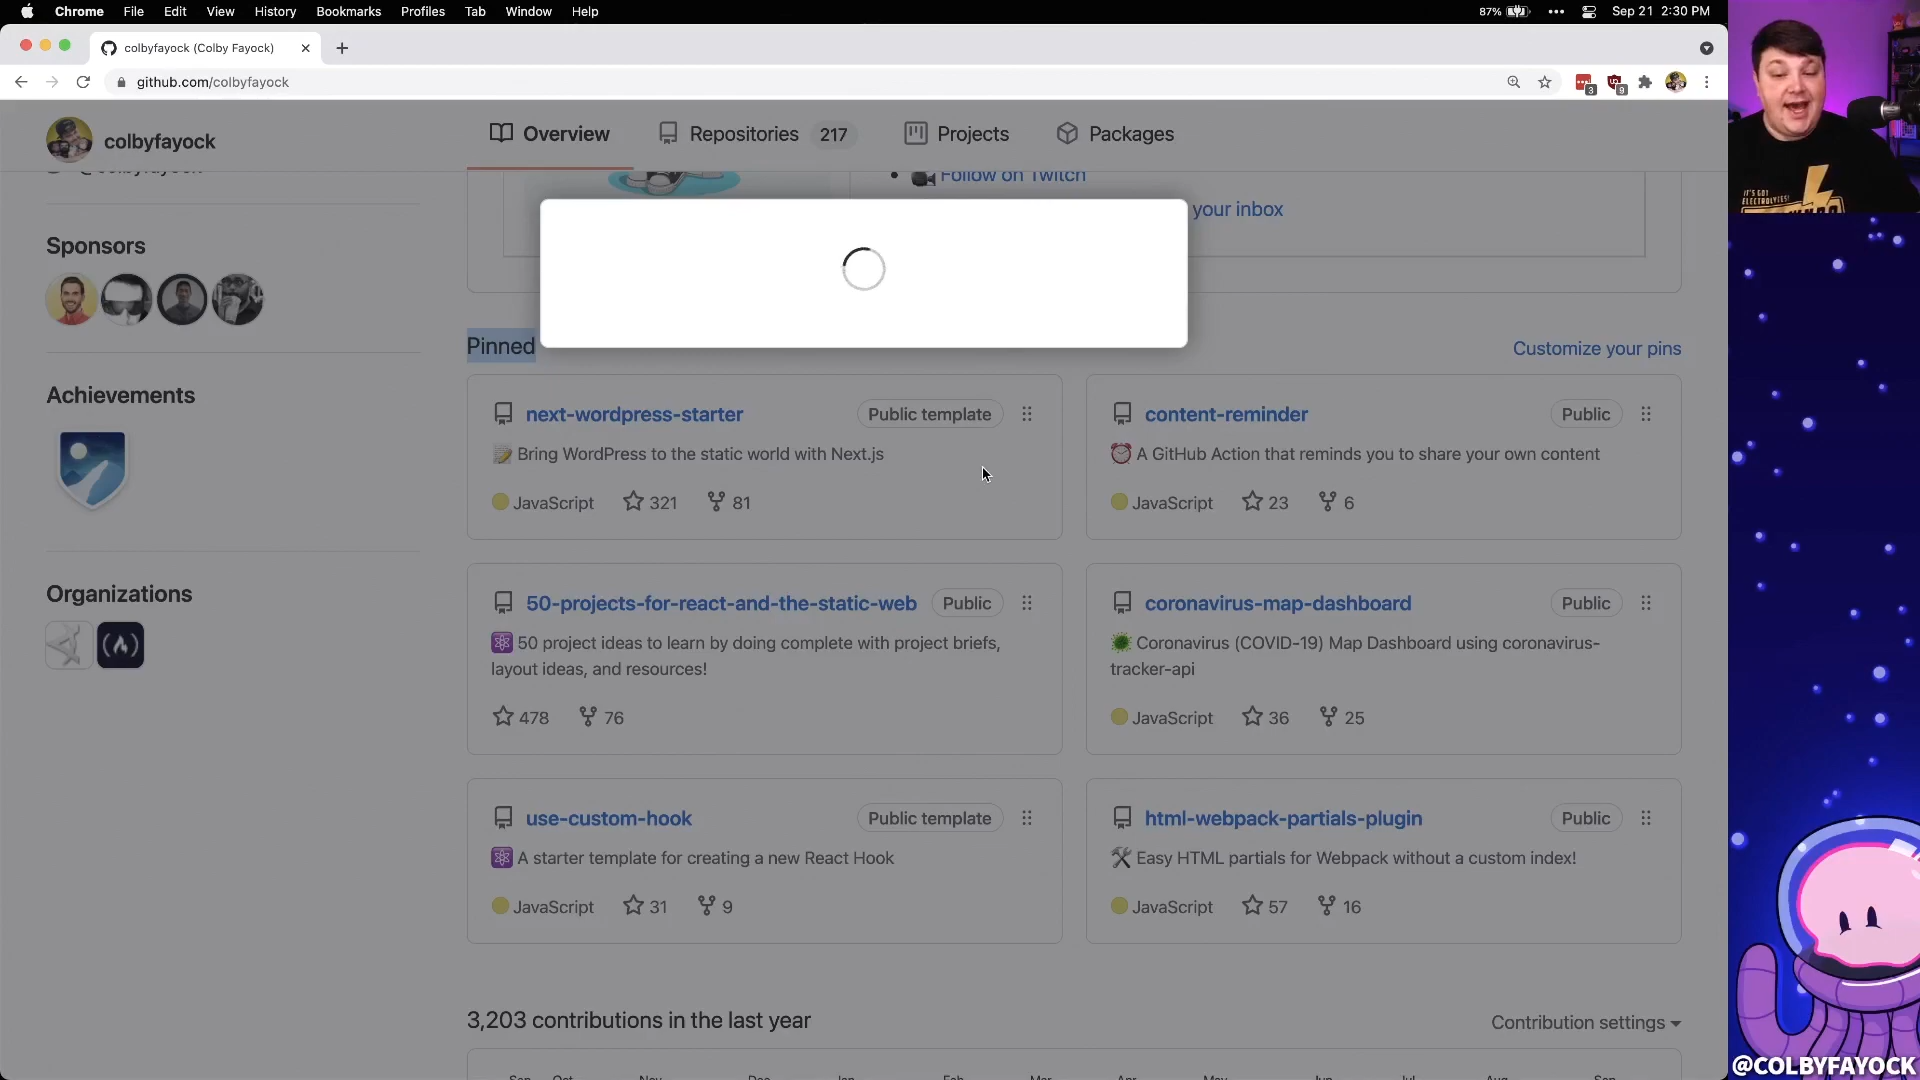 Chrome File Edit View History Bookmarks Profiles Tab Window Help
87% Sep 21 2:30 PM
colbyfayock (Colby Fayock)
github.com/colbyfayock
3
9
colbyfayock
Overview
Repositories 217
Projects
Packages
Follow on Twitch
your inbox
Sponsors
Achievements
Organizations
Pinned
Customize your pins
next-wordpress-starter Public template
Bring WordPress to the static world with Next.js
JavaScript 321 81
content-reminder Public
A GitHub Action that reminds you to share your own content
JavaScript 23 6
50-projects-for-react-and-the-static-web Public
50 project ideas to learn by doing complete with project briefs,
layout ideas, and resources!
478 76
coronavirus-map-dashboard Public
Coronavirus (COVID-19) Map Dashboard using coronavirus-
tracker-api
JavaScript 36 25
use-custom-hook Public template
A starter template for creating a new React Hook
JavaScript 31 9
html-webpack-partials-plugin Public
Easy HTML partials for Webpack without a custom index!
JavaScript 57 16
3,203 contributions in the last year
Contribution settings
IT'S GOT
ELECTROLYTES!
@COLBYFAYOCK